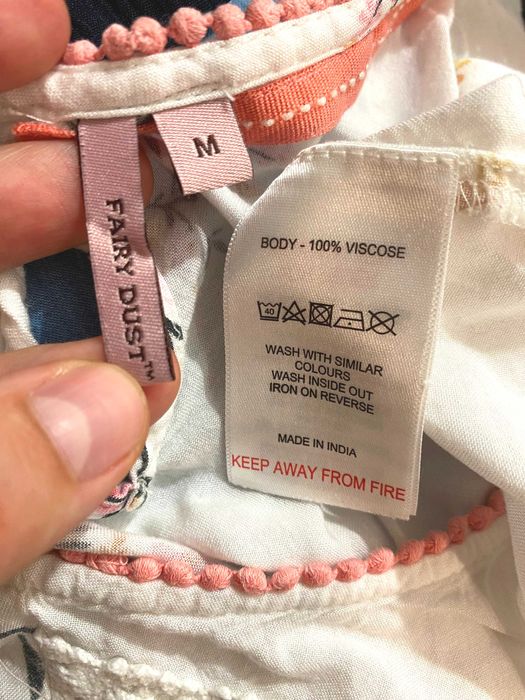 FAIRY DUST™
M
BODY - 100% VISCOSE
40
WASH WITH SIMILAR
COLOURS
WASH INSIDE OUT
IRON ON REVERSE
MADE IN INDIA
KEEP AWAY FROM FIRE